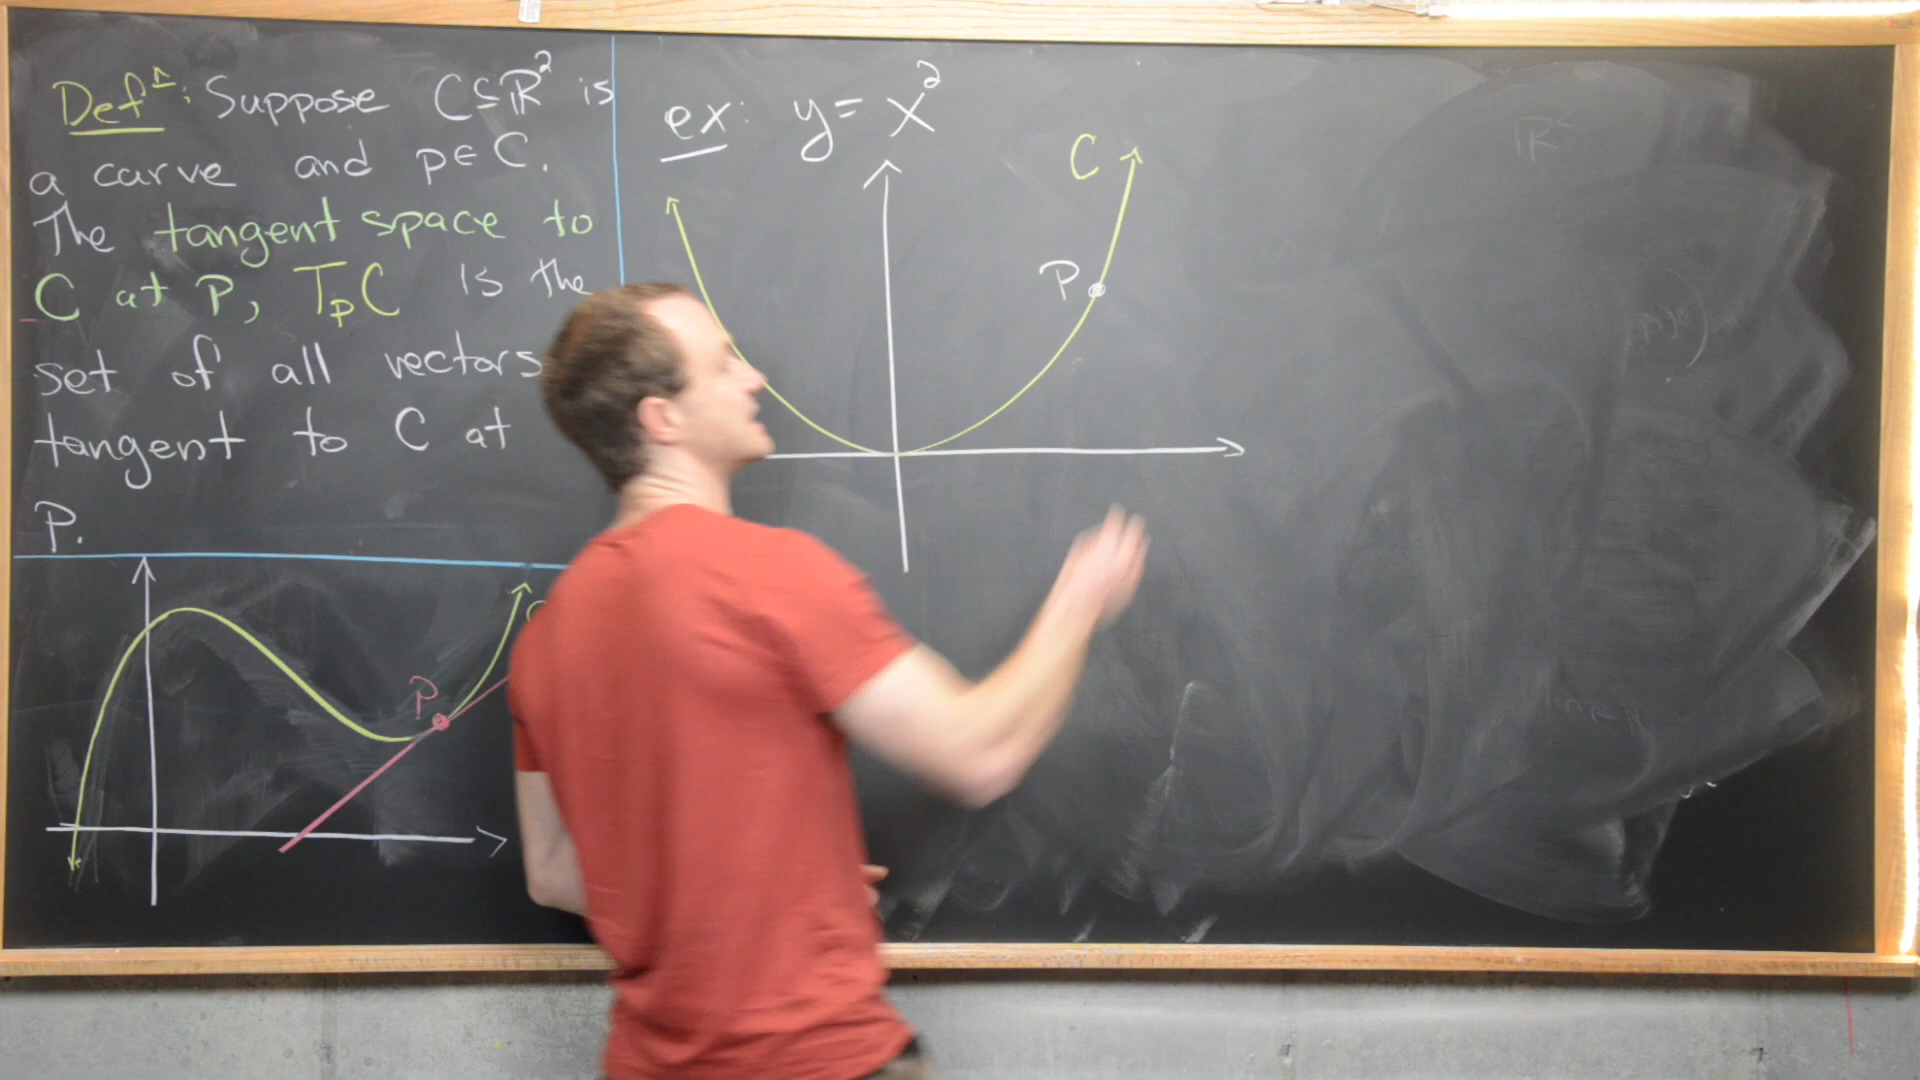 Defⁿ: Suppose C⊆ℝ² is
a curve and p∈C.
The tangent space to
C at P, TₚC is the
set of all vectors
tangent to C at
P.
P
ex: y=x²
C
P